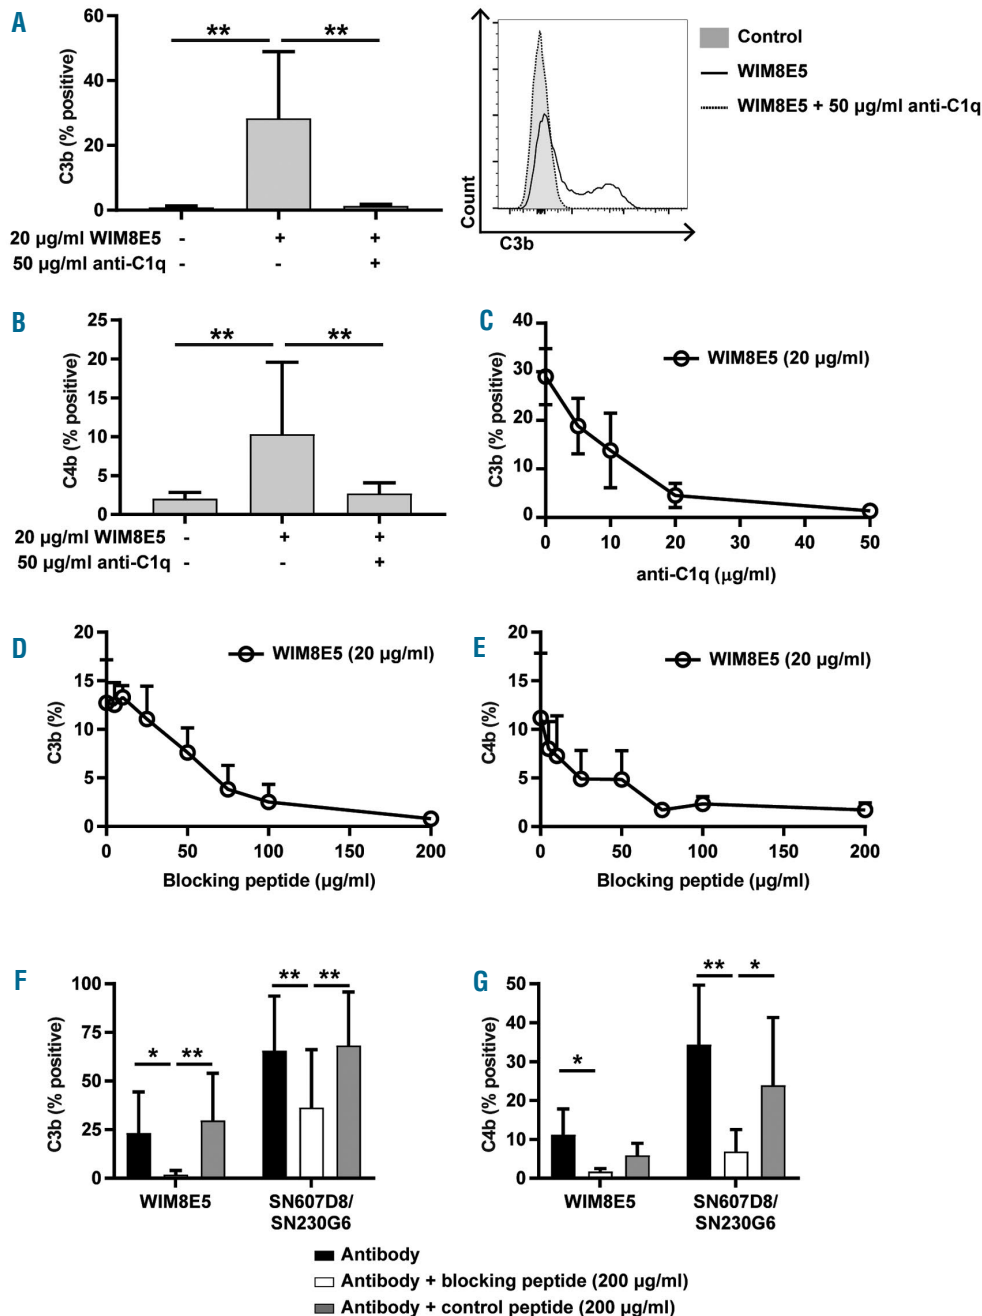 A
60
40
20
0
C3b (% positive)
**
**
20 µg/ml WIM8E5 - + +
50 µg/ml anti-C1q - - +
Count
C3b
Control
WIM8E5
WIM8E5 + 50 µg/ml anti-C1q
B
25
20
15
10
5
0
C4b (% positive)
**
**
20 µg/ml WIM8E5 - + +
50 µg/ml anti-C1q - - +
C
40
30
20
10
0
C3b (% positive)
WIM8E5 (20 µg/ml)
0 10 20 30 40 50
anti-C1q (µg/ml)
D
20
15
10
5
0
C3b (%)
WIM8E5 (20 µg/ml)
0 50 100 150 200
Blocking peptide (µg/ml)
E
20
15
10
5
0
C4b (%)
WIM8E5 (20 µg/ml)
0 50 100 150 200
Blocking peptide (µg/ml)
F
100
75
50
25
0
C3b (% positive)
*
**
**
**
WIM8E5
SN607D8/
SN230G6
G
50
40
30
20
10
0
C4b (% positive)
*
**
*
WIM8E5
SN607D8/
SN230G6
Antibody
Antibody + blocking peptide (200 µg/ml)
Antibody + control peptide (200 µg/ml)